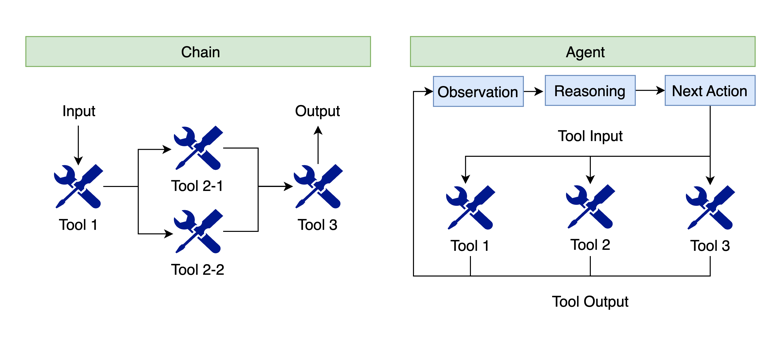 Chain
Input
Output
Tool 1
Tool 2-1
Tool 2-2
Tool 3
Agent
Observation
Reasoning
Next Action
Tool Input
Tool 1
Tool 2
Tool 3
Tool Output